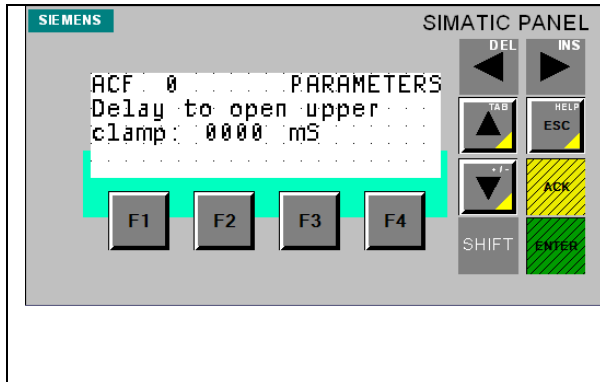 SIEMENS
SIMATIC PANEL
DEL
INS
ACF 0 PARAMETERS
Delay to open upper
clamp: 0000 mS
TAB
HELP
ESC
+/-
ACK
F1
F2
F3
F4
SHIFT
ENTER